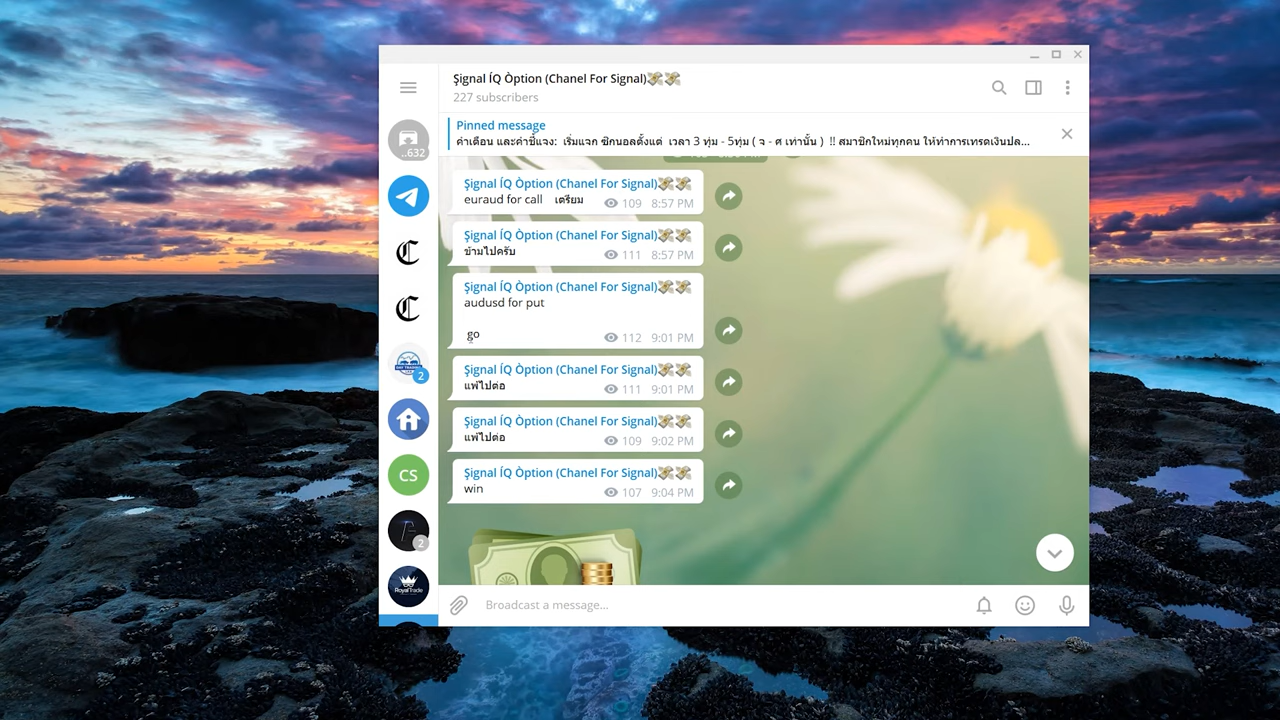 Şignal ÍQ Òption (Chanel For Signal)💸💸
227 subscribers
Pinned message
คำเตือน และคำชี้แจง: เริ่มแจก ซิกนอลตั้งแต่ เวลา 3 ทุ่ม - 5ทุ่ม ( จ - ศ เท่านั้น ) !! สมาชิกใหม่ทุกคน ให้ทำการเทรดเงินปล...
..632
Şignal ÍQ Òption (Chanel For Signal)💸💸
euraud for call เตรียม 109 8:57 PM
Şignal ÍQ Òption (Chanel For Signal)💸💸
ข้ามไปครับ 111 8:57 PM
Şignal ÍQ Òption (Chanel For Signal)💸💸
audusd for put
go 112 9:01 PM
Şignal ÍQ Òption (Chanel For Signal)💸💸
แพ้ไปต่อ 111 9:01 PM
2
Şignal ÍQ Òption (Chanel For Signal)💸💸
แพ้ไปต่อ 109 9:02 PM
Şignal ÍQ Òption (Chanel For Signal)💸💸
win 107 9:04 PM
CS
2
RoyalTrade
Broadcast a message...